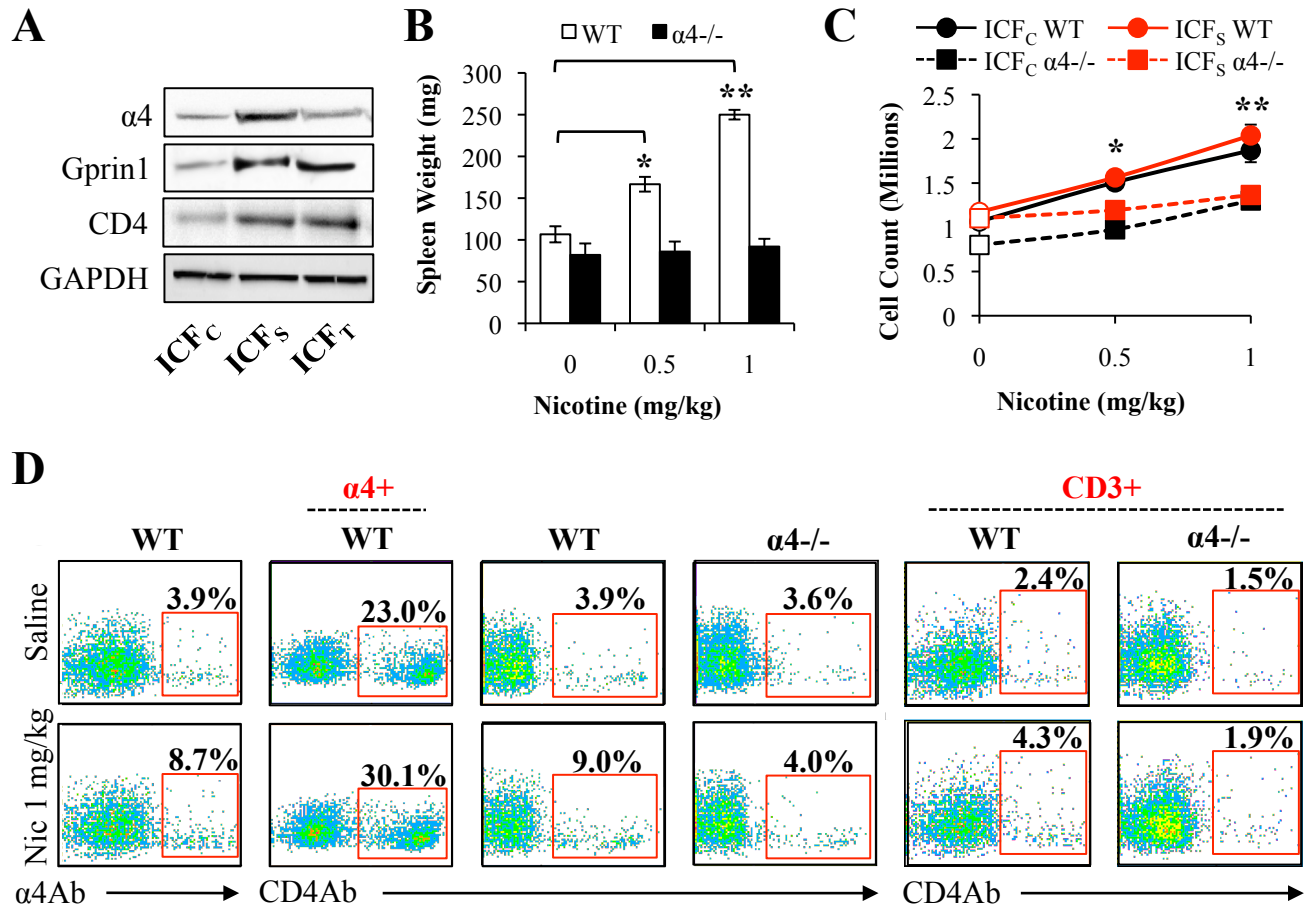 A
α4
Gprin1
CD4
GAPDH
ICFC ICFS ICFT
B
WT α4-/-
Spleen Weight (mg)
300
250
200
150
100
50
0
* **
0 0.5 1
Nicotine (mg/kg)
C
ICFC WT ICFS WT
ICFC α4-/- ICFS α4-/-
Cell Count (Millions)
2.5
2
1.5
1
0.5
0
* **
0 0.5 1
Nicotine (mg/kg)
D
α4+ CD3+
WT WT WT α4-/- WT α4-/-
Saline
3.9% 23.0% 3.9% 3.6% 2.4% 1.5%
Nic 1 mg/kg
8.7% 30.1% 9.0% 4.0% 4.3% 1.9%
α4Ab CD4Ab CD4Ab